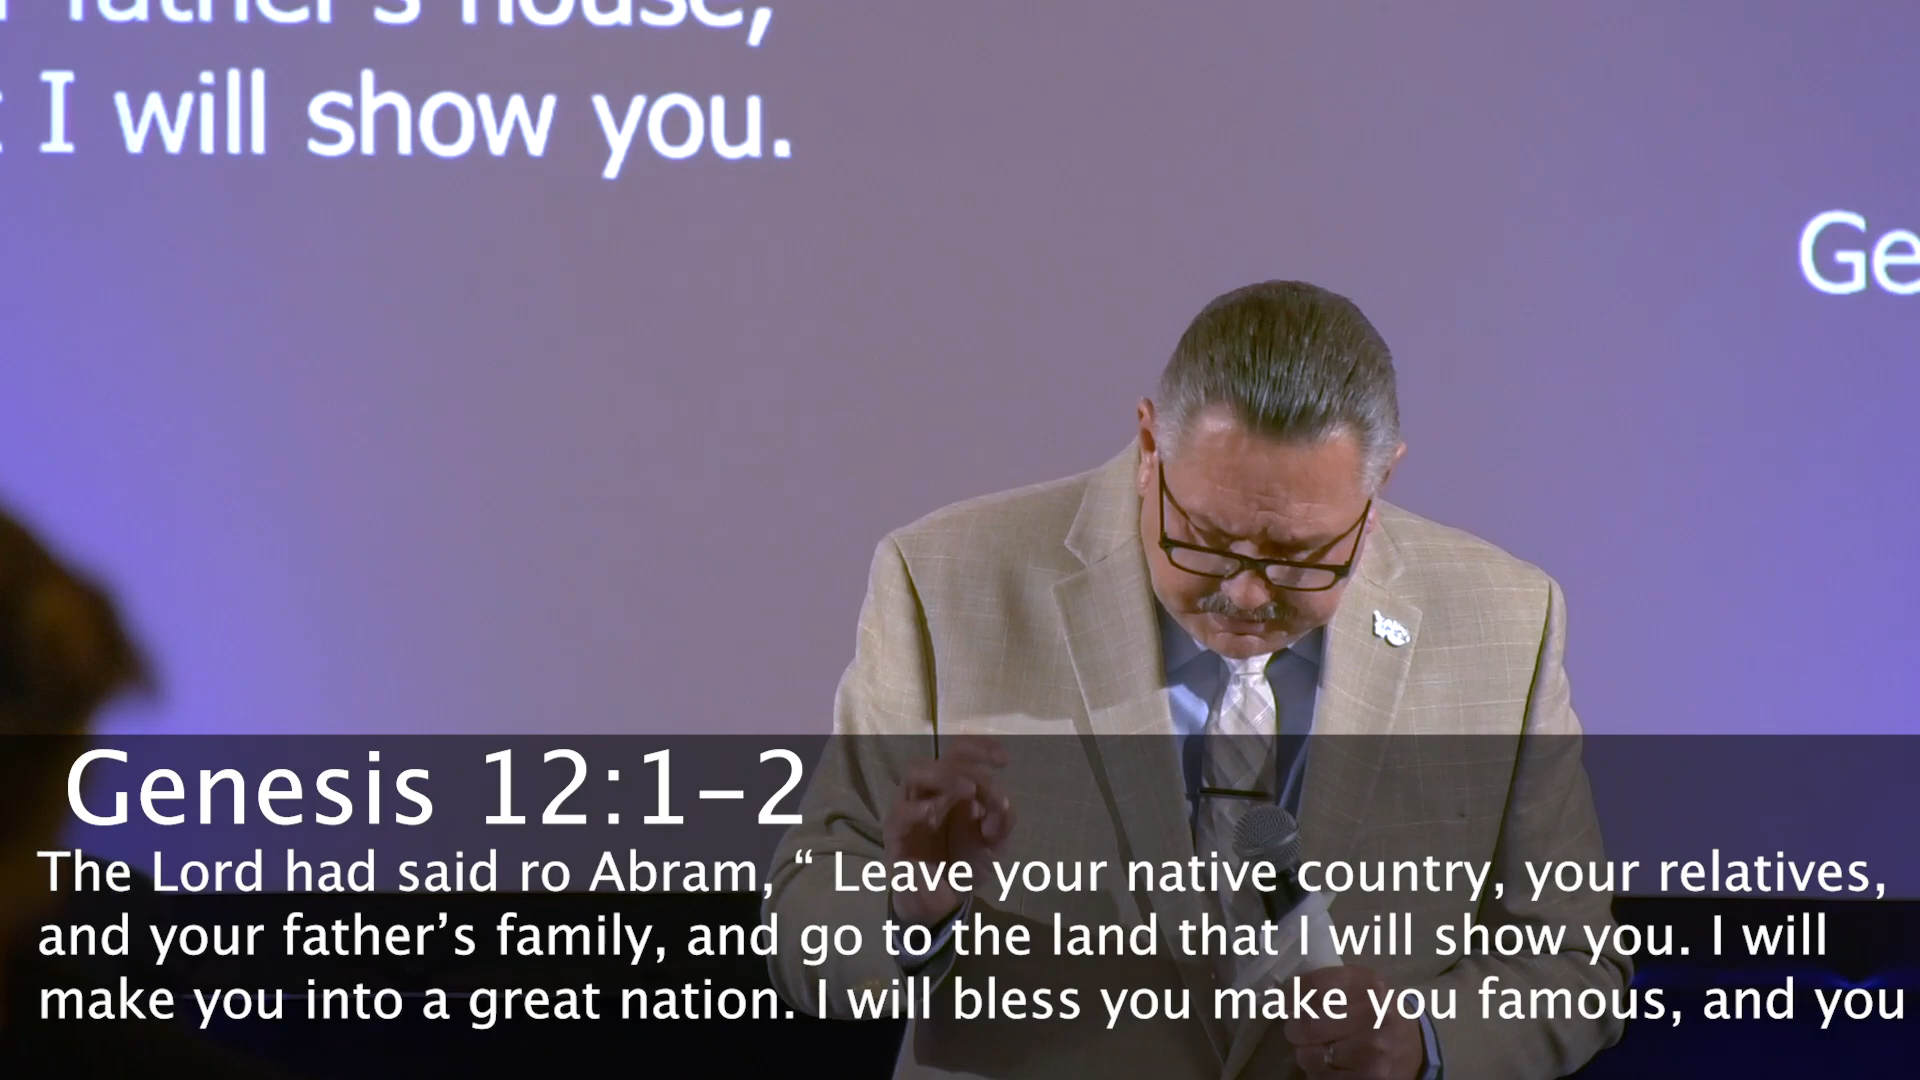 father's house,
I will show you.
Ge
Genesis 12:1-2
The Lord had said ro Abram, “ Leave your native country, your relatives,
and your father’s family, and go to the land that I will show you. I will
make you into a great nation. I will bless you make you famous, and you